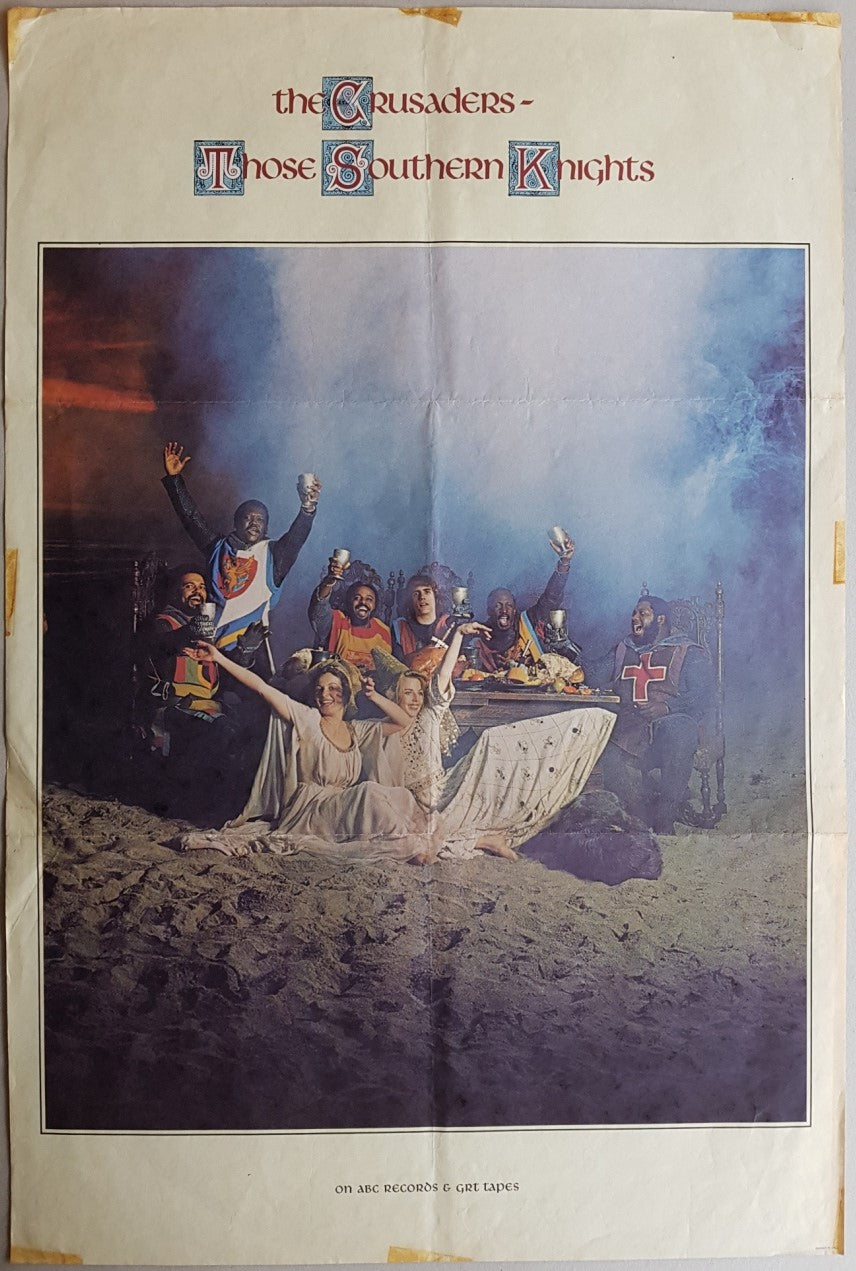 the Crusaders-
Those Southern Knights
on abc records & grt tapes